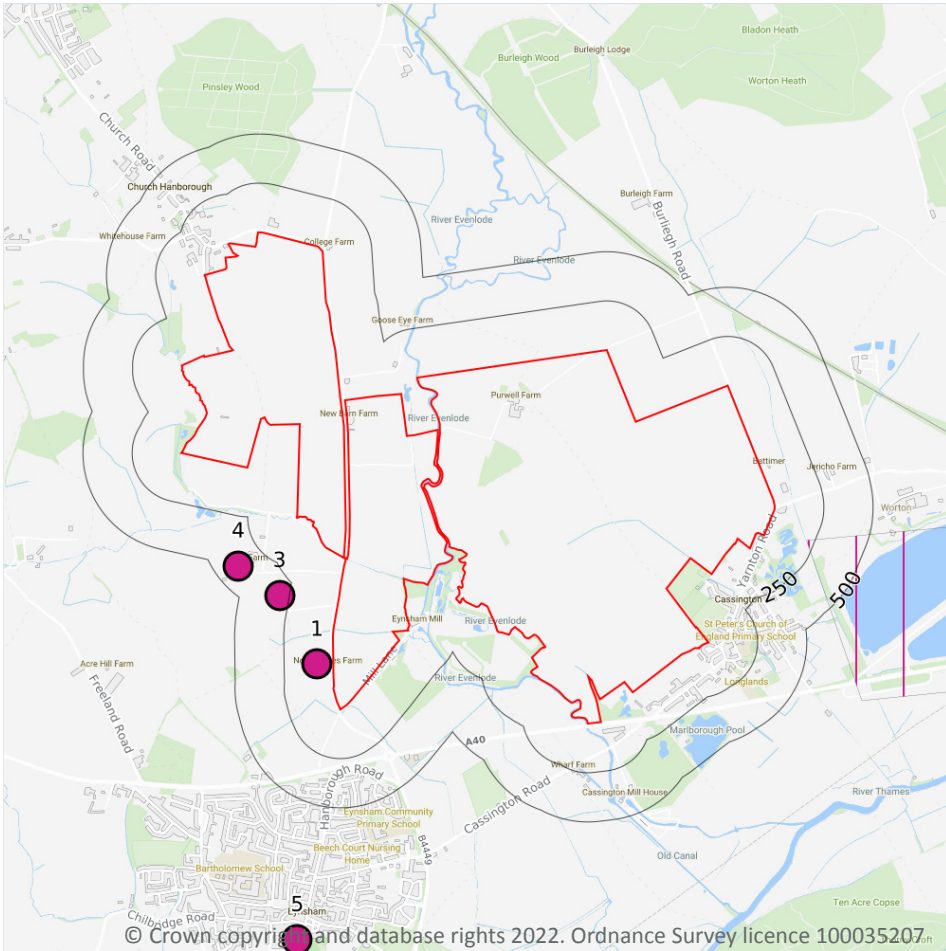 Bladon Heath
Burleigh Lodge
Burleigh Wood
Worton Heath
Pinsley Wood
Church Road
Church Hanborough
Burleigh Farm
Whitehouse Farm
River Evenlode
College Farm
Burliegh Road
River Evenlode
Goose Eye Farm
Purwell Farm
New Barn Farm
River Evenlode
Battimer
Jericho Farm
Worton
4
Farm
3
Yarnton Road
250
500
Cassington
1
Eynsham Mill
River Evenlode
St Peter's Church of
England Primary School
Acre Hill Farm
Mill Lane
River Evenlode
Longlands
Freeland Road
Marlborough Pool
A40
Wharf Farm
Hanborough Road
Cassington Mill House
River Thames
Eynsham Community
Primary School
Cassington Road
Beech Court Nursing
Home
B4449
Old Canal
Bartholomew School
5
Ten Acre Copse
Chilbridge Road
Eynsham
© Crown copyright and database rights 2022. Ordnance Survey licence 100035207.